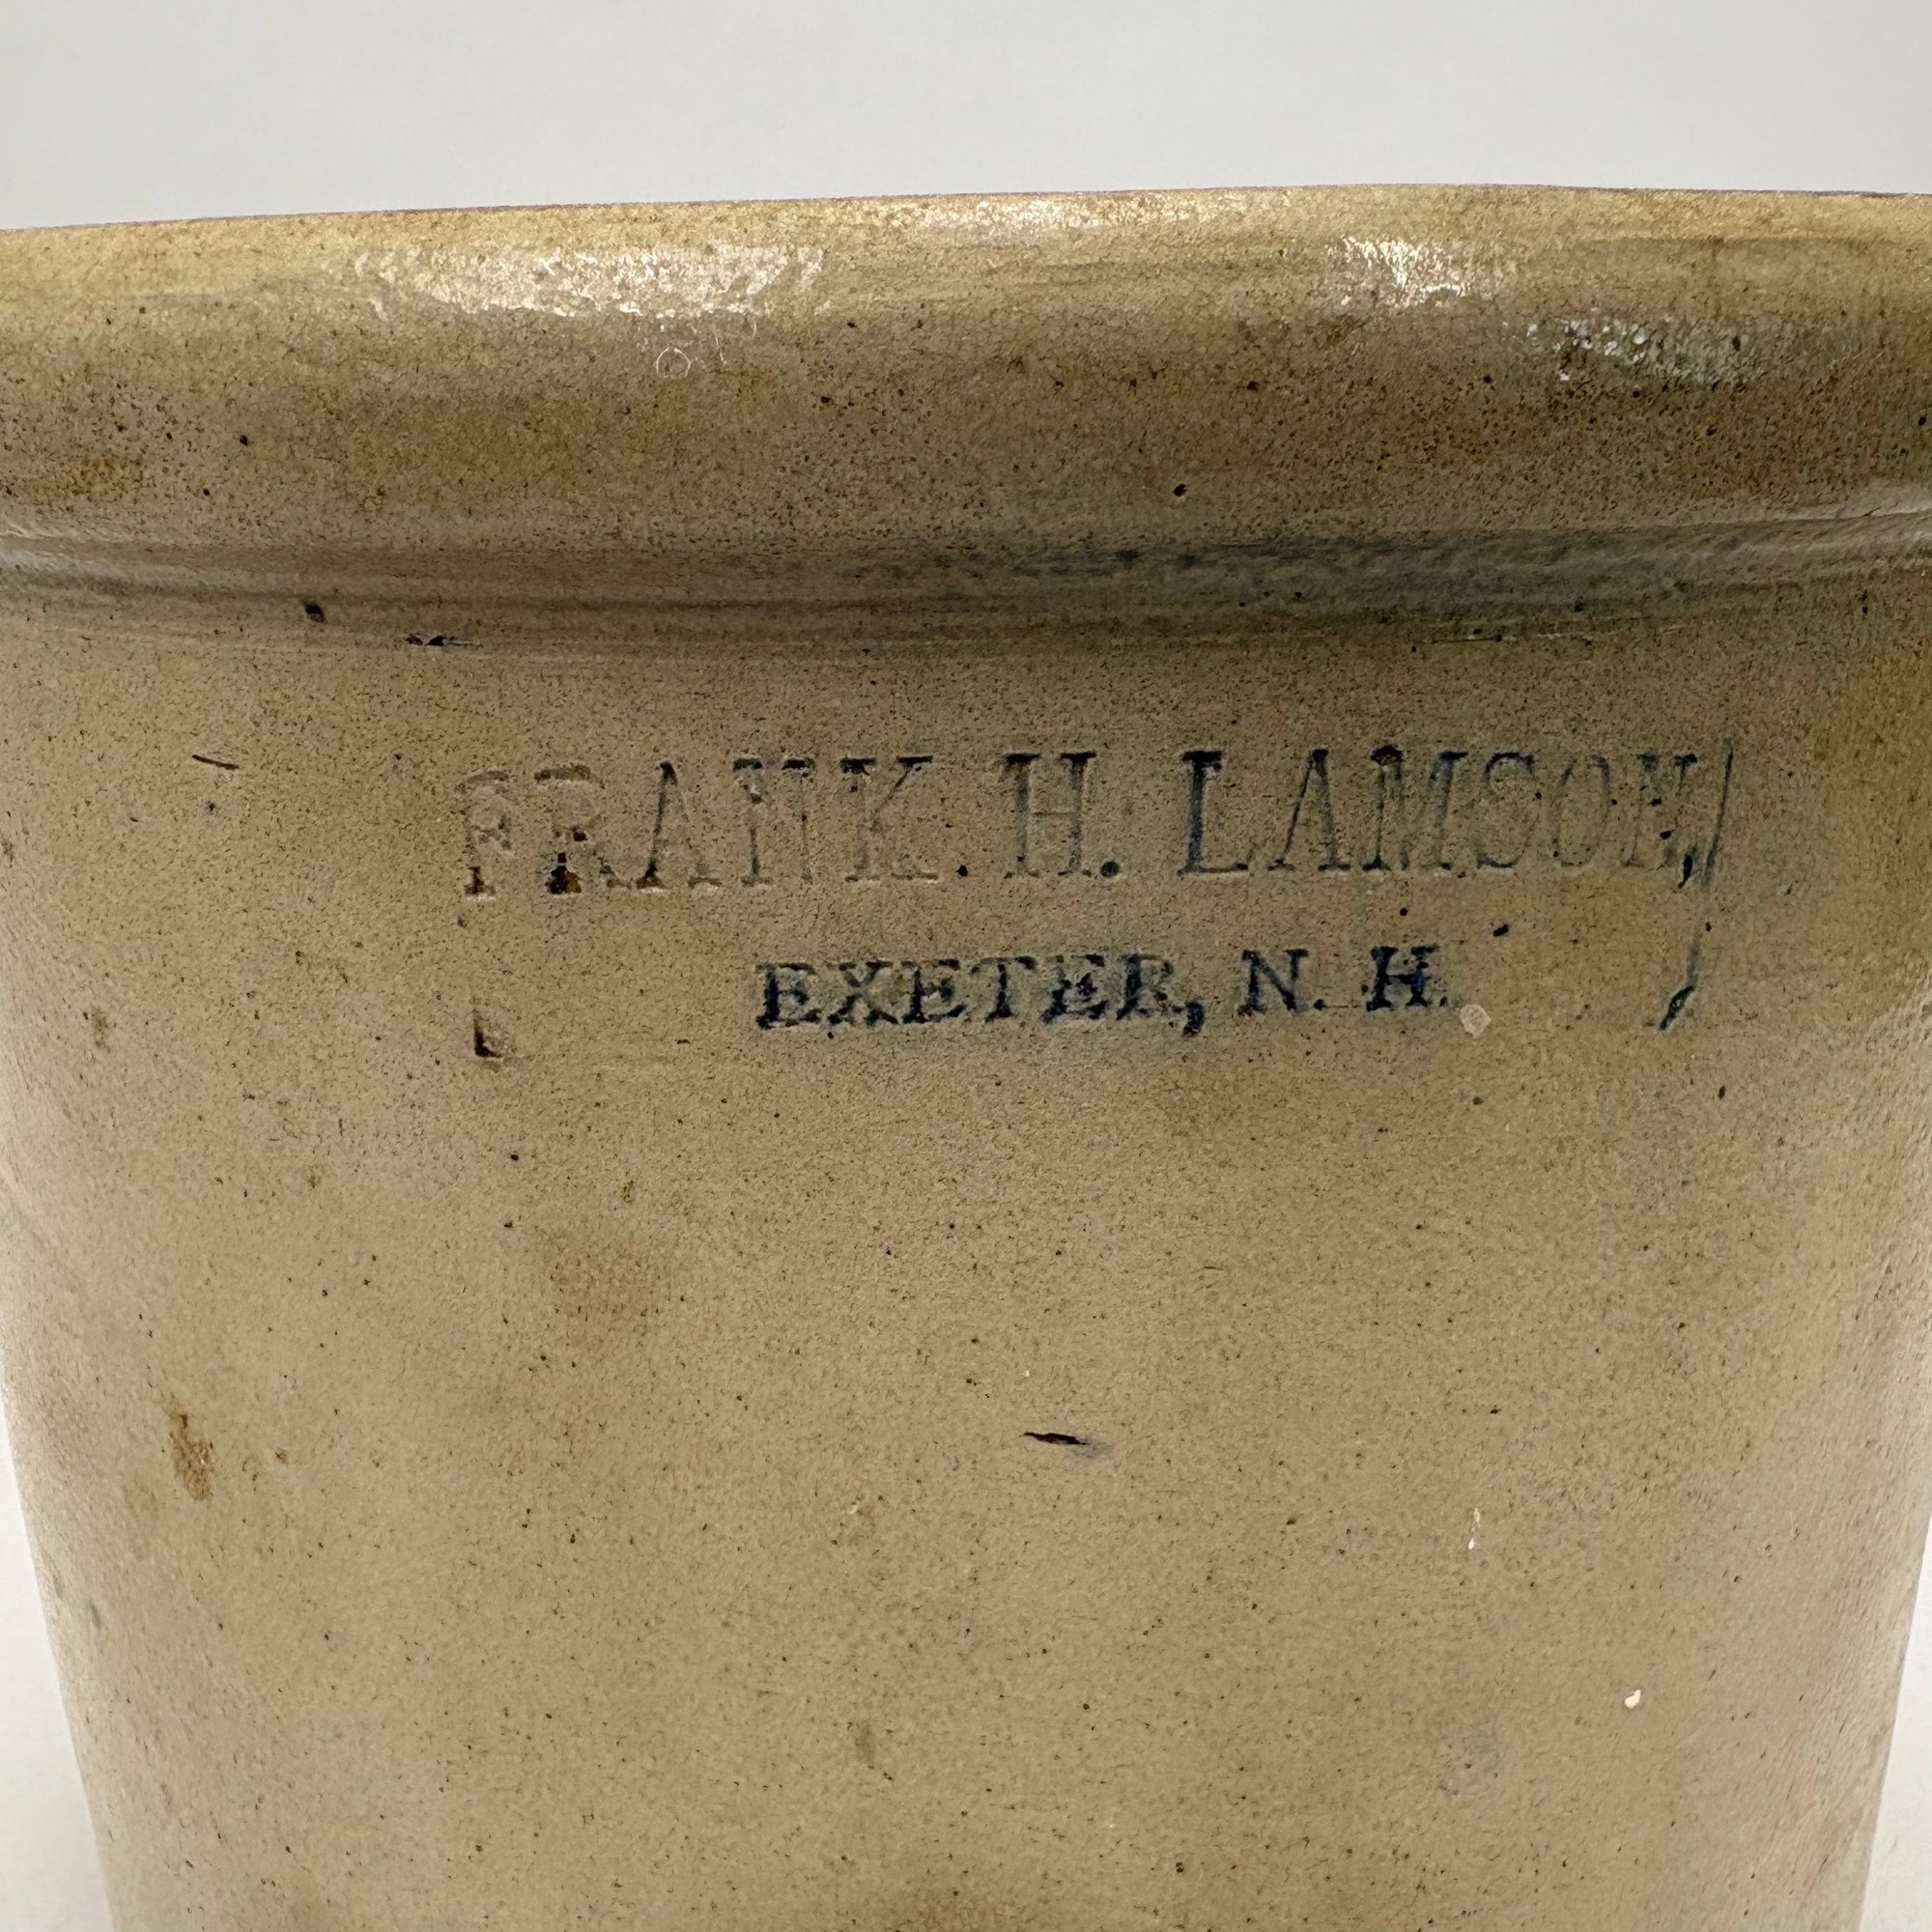 FRANK. H. LAMSON,
EXETER, N. H.